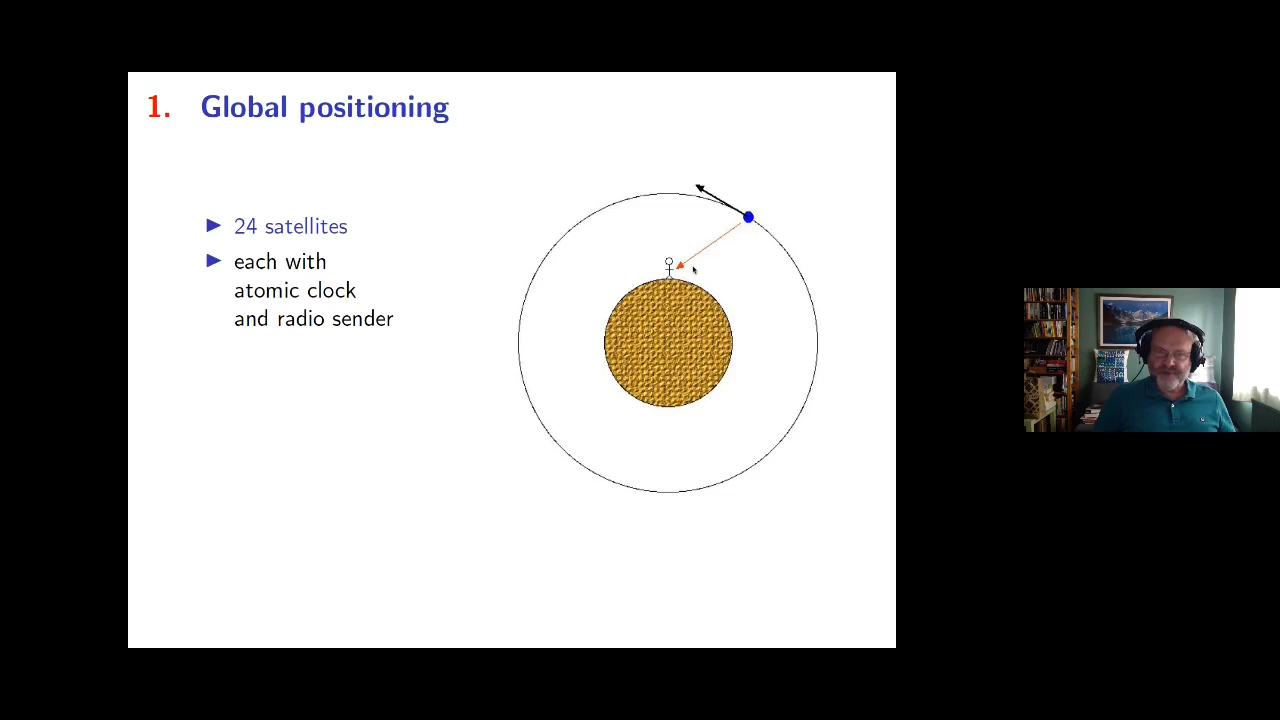 1. Global positioning
24 satellites
each with
atomic clock
and radio sender